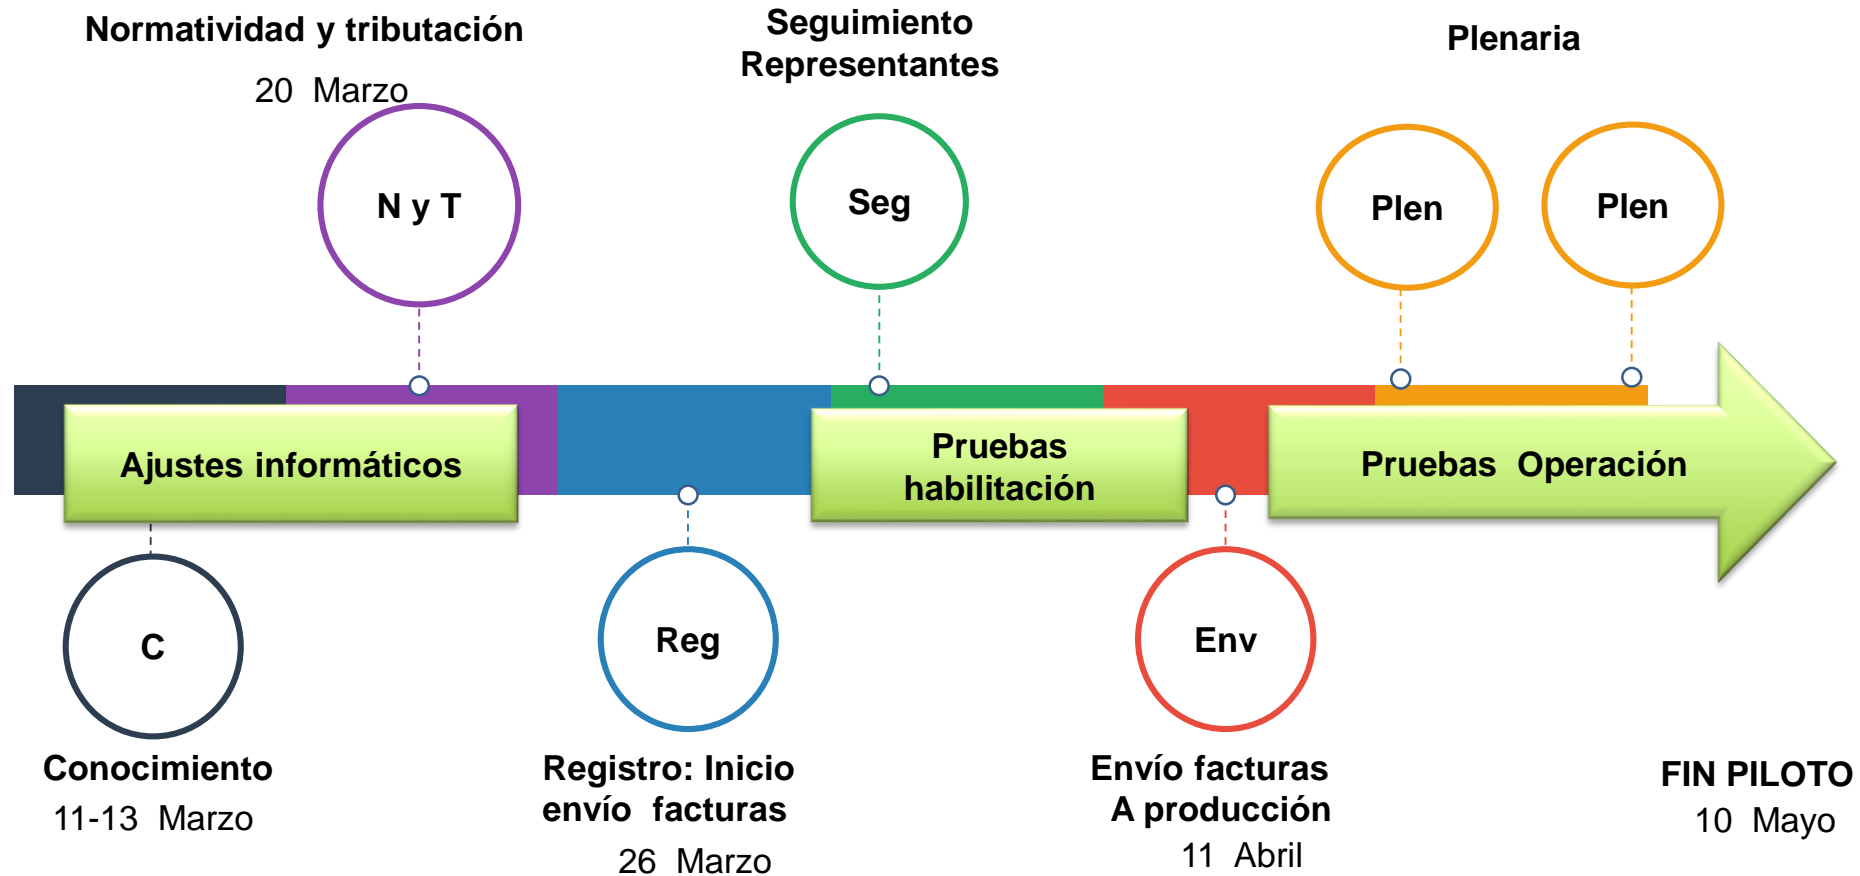 Normatividad y tributación
20 Marzo
Seguimiento
Representantes
Plenaria
N y T
Seg
Plen
Plen
Ajustes informáticos
Pruebas
habilitación
Pruebas Operación
C
Reg
Env
Conocimiento
11-13 Marzo
Registro: Inicio
envío facturas
26 Marzo
Envío facturas
A producción
11 Abril
FIN PILOTO
10 Mayo